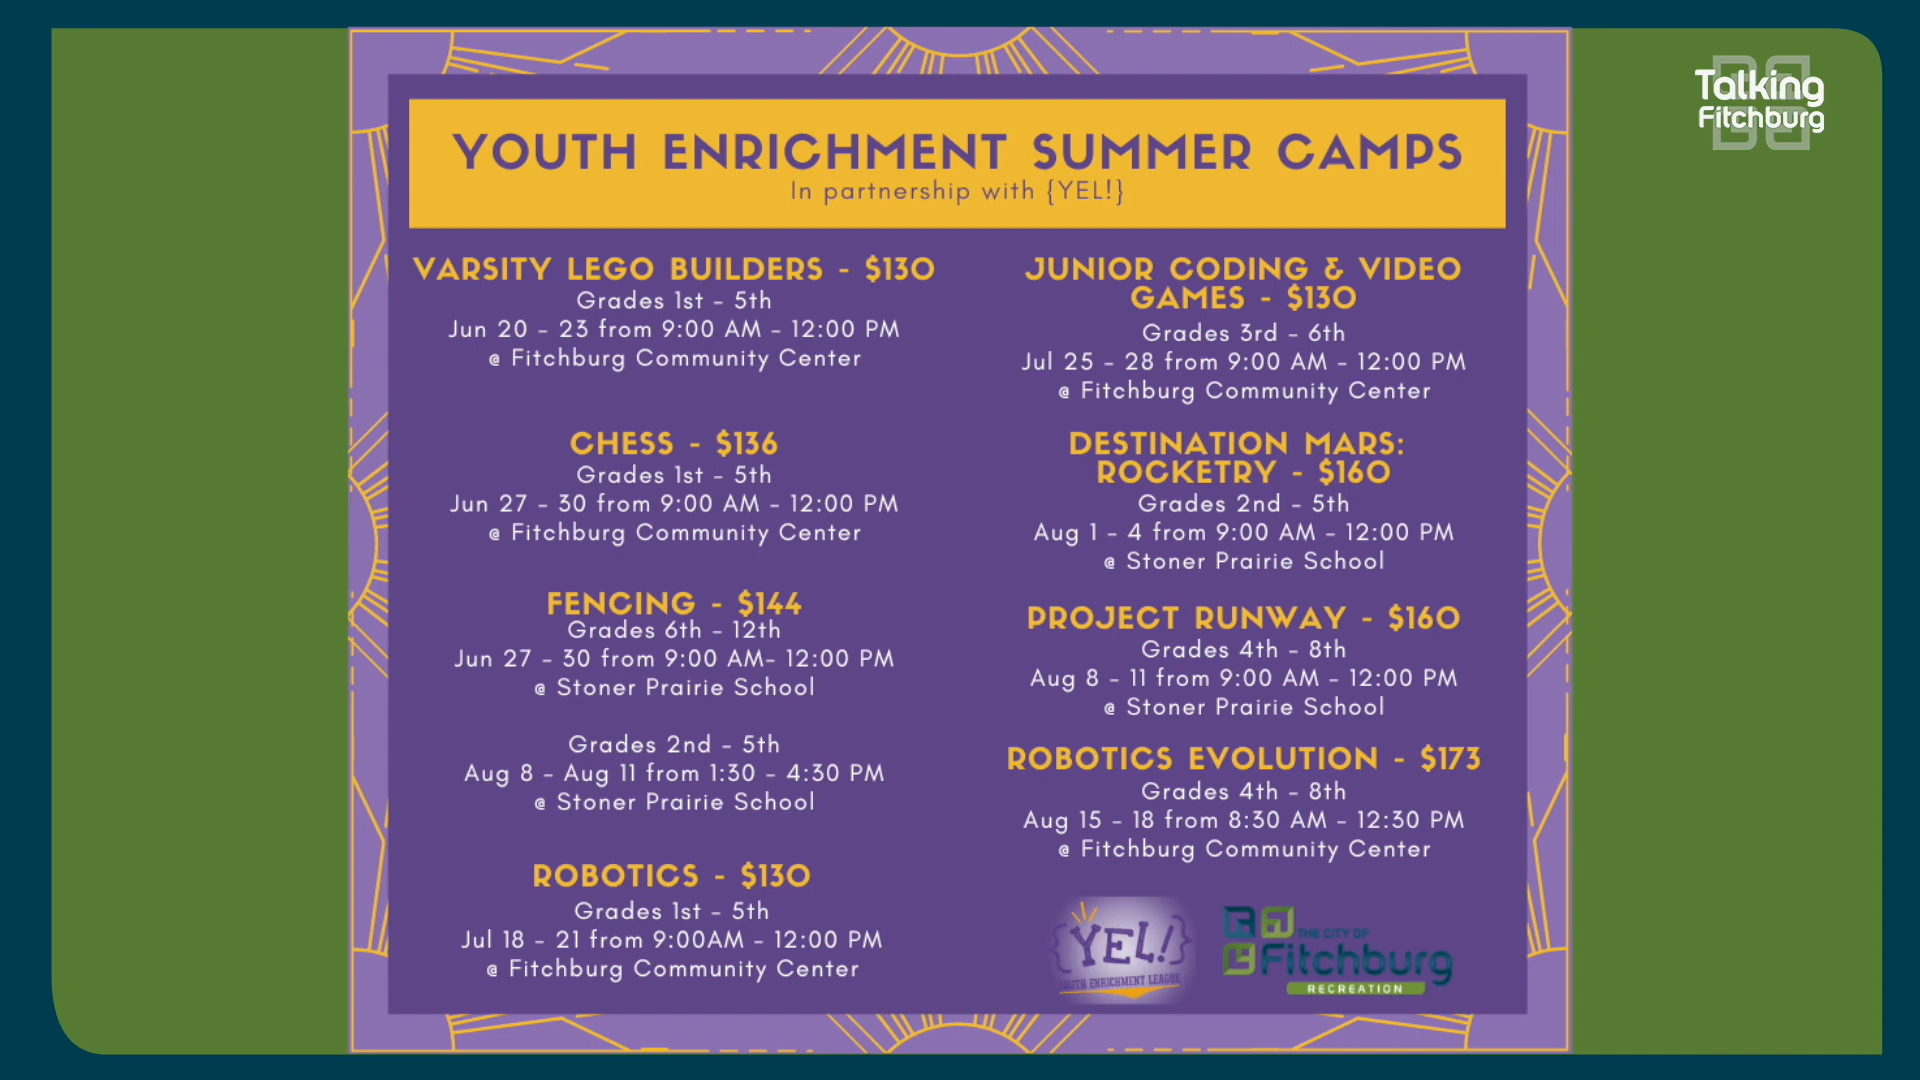 Talking
Fitchburg
YOUTH ENRICHMENT SUMMER CAMPS
In partnership with {YEL!}
VARSITY LEGO BUILDERS - $130
Grades 1st - 5th
Jun 20 - 23 from 9:00 AM - 12:00 PM
@ Fitchburg Community Center
CHESS - $136
Grades 1st - 5th
Jun 27 - 30 from 9:00 AM - 12:00 PM
@ Fitchburg Community Center
FENCING - $144
Grades 6th - 12th
Jun 27 - 30 from 9:00 AM- 12:00 PM
@ Stoner Prairie School
Grades 2nd - 5th
Aug 8 - Aug 11 from 1:30 - 4:30 PM
@ Stoner Prairie School
ROBOTICS - $130
Grades 1st - 5th
Jul 18 - 21 from 9:00AM - 12:00 PM
@ Fitchburg Community Center
JUNIOR CODING & VIDEO
GAMES - $130
Grades 3rd - 6th
Jul 25 - 28 from 9:00 AM - 12:00 PM
@ Fitchburg Community Center
DESTINATION MARS:
ROCKETRY - $160
Grades 2nd - 5th
Aug 1 - 4 from 9:00 AM - 12:00 PM
@ Stoner Prairie School
PROJECT RUNWAY - $160
Grades 4th - 8th
Aug 8 - 11 from 9:00 AM - 12:00 PM
@ Stoner Prairie School
ROBOTICS EVOLUTION - $173
Grades 4th - 8th
Aug 15 - 18 from 8:30 AM - 12:30 PM
@ Fitchburg Community Center
{YEL!}
YOUTH ENRICHMENT LEAGUE
THE CITY OF
Fitchburg
RECREATION